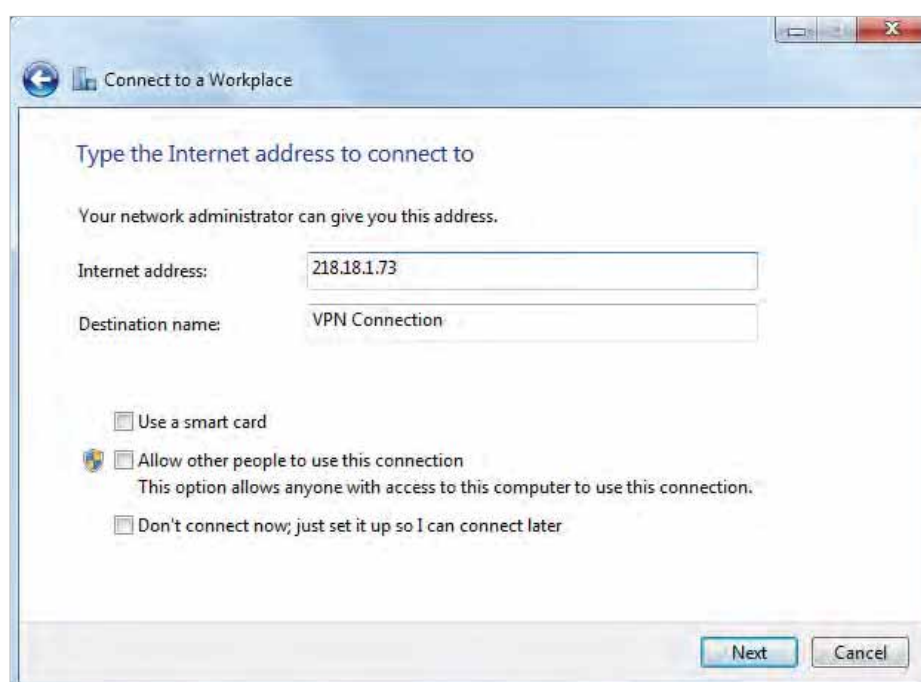 Connect to a Workplace
Type the Internet address to connect to
Your network administrator can give you this address.
Internet address: 218.18.1.73
Destination name: VPN Connection
Use a smart card
Allow other people to use this connection
This option allows anyone with access to this computer to use this connection.
Don't connect now; just set it up so I can connect later
Next Cancel